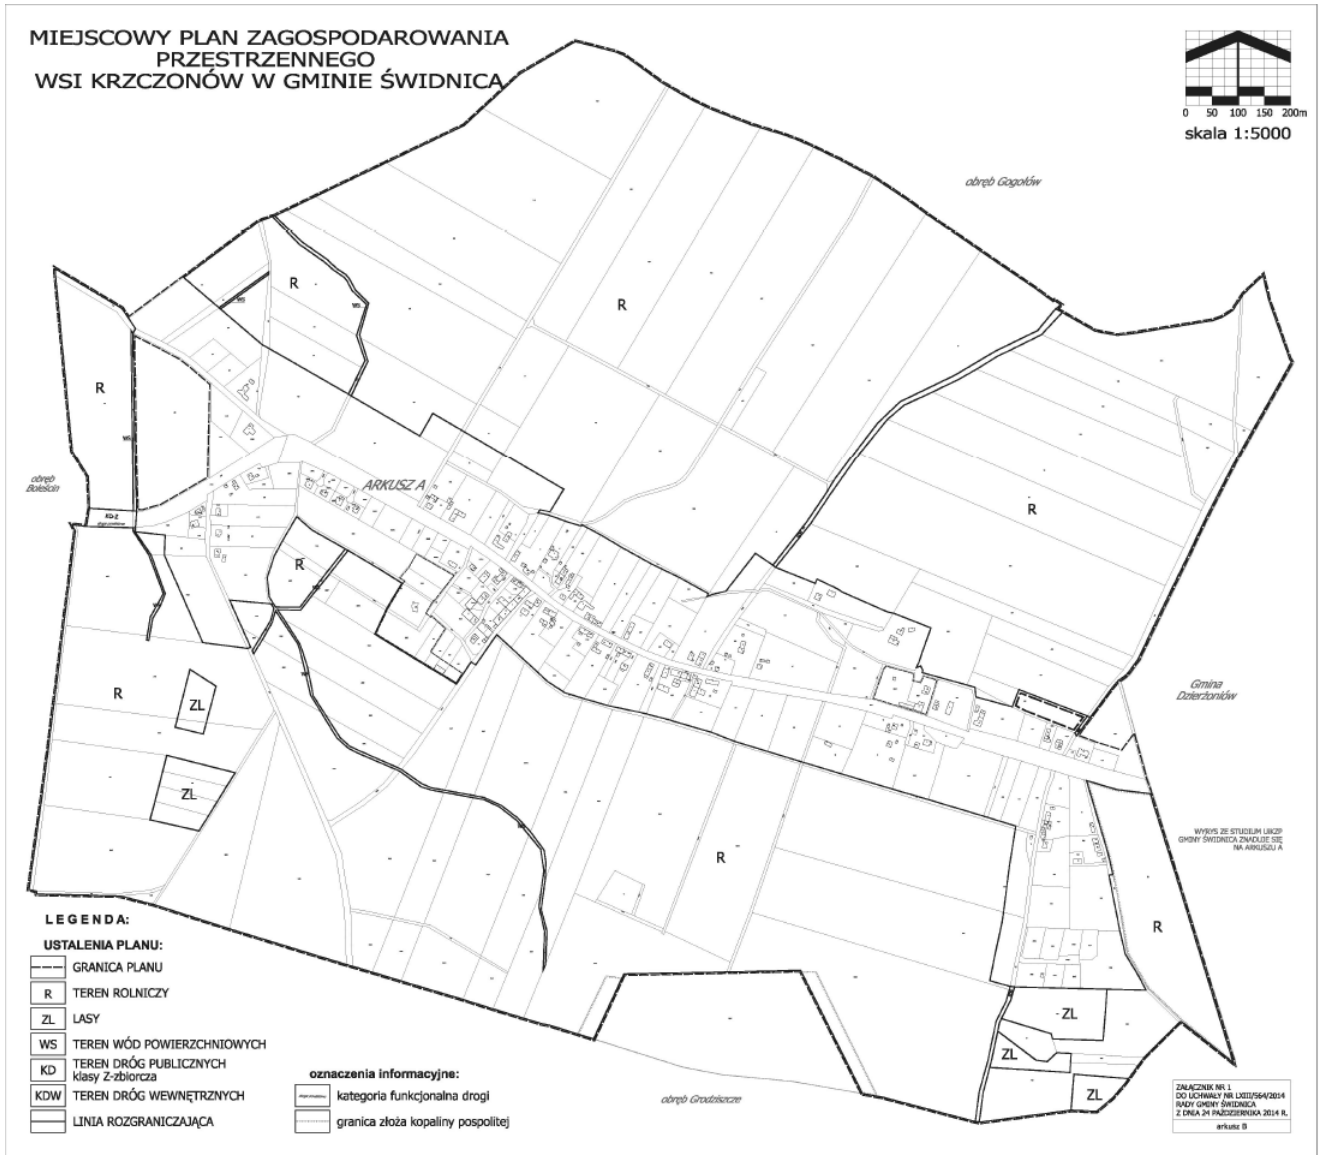 MIEJSCOWY PLAN ZAGOSPODAROWANIA
PRZESTRZENNEGO
WSI KRZCZONÓW W GMINIE ŚWIDNICA
0 50 100 150 200m
skala 1:5000
obręb Gogołów
R
R
WS
WS
R
WS
obręb
Boleścin
ARKUSZ A
KD-Z
R
R
R
ZL
ZL
Gmina
Dzierżoniów
WYRYS ZE STUDIUM UIKZP
GMINY ŚWIDNICA ZNAJDUJE SIĘ
NA ARKUSZU A
R
R
ZL
ZL
ZL
obręb Grodziszcze
LEGENDA:
USTALENIA PLANU:
GRANICA PLANU
R TEREN ROLNICZY
ZL LASY
WS TEREN WÓD POWIERZCHNIOWYCH
KD TEREN DRÓG PUBLICZNYCH
klasy Z-zbiorcza
KDW TEREN DRÓG WEWNĘTRZNYCH
LINIA ROZGRANICZAJĄCA
oznaczenia informacyjne:
kategoria funkcjonalna drogi
granica złoża kopaliny pospolitej
ZAŁĄCZNIK NR 1
DO UCHWAŁY NR LXIII/564/2014
RADY GMINY ŚWIDNICA
Z DNIA 24 PAŹDZIERNIKA 2014 R.
arkusz B